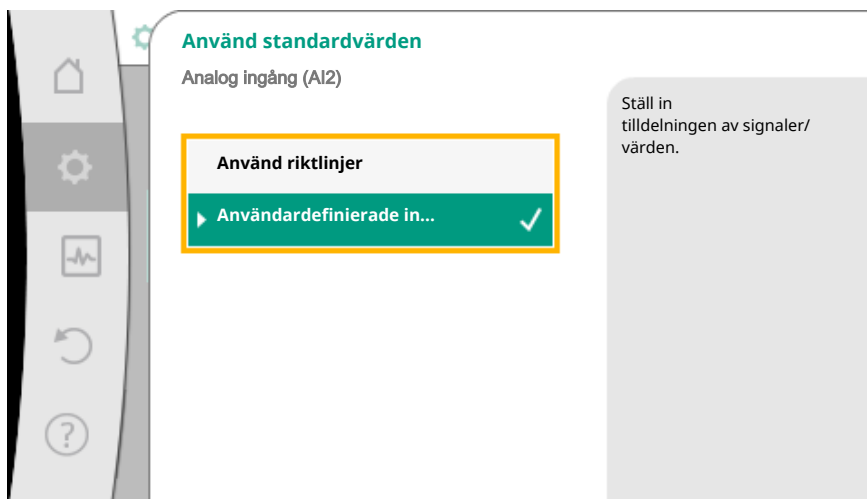 Använd standardvärden
Analog ingång (AI2)
Använd riktlinjer
Användardefinierade in...
Ställ in
tilldelningen av signaler/
värden.
?